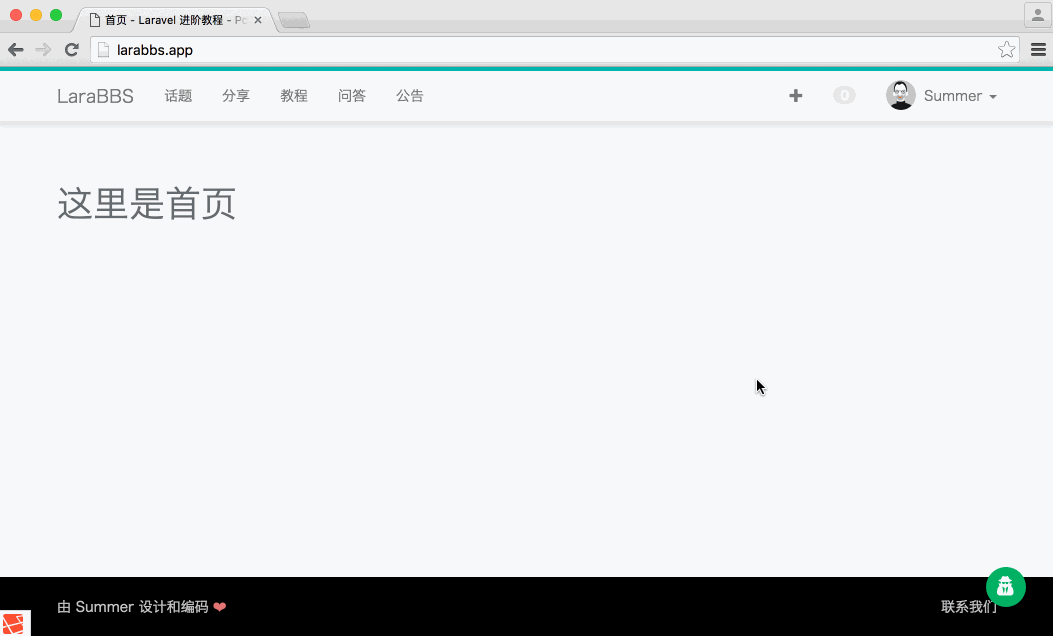 首页 - Laravel 进阶教程 - Po
larabbs.app
LaraBBS 话题 分享 教程 问答 公告 0 Summer
这里是首页
由 Summer 设计和编码 ❤ 联系我们